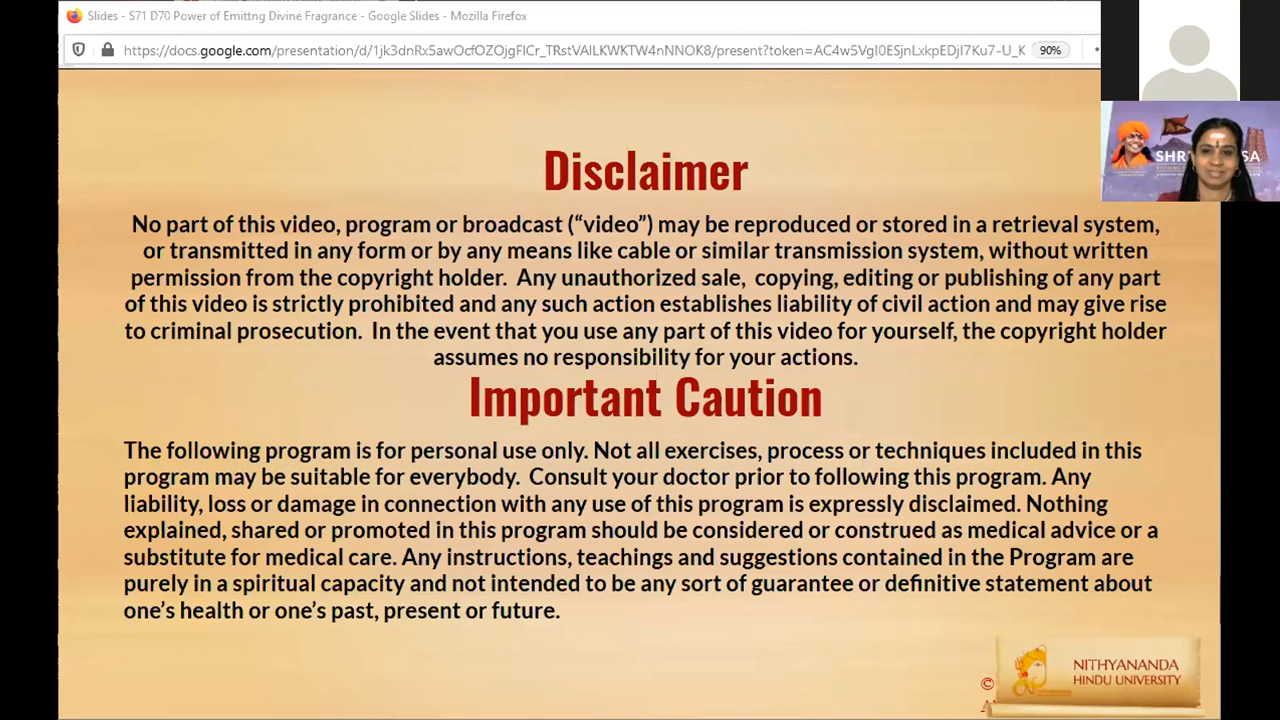 Slides - S71 D70 Power of Emittng Divine Fragrance - Google Slides - Mozilla Firefox
90%
Disclaimer
No part of this video, program or broadcast (“video”) may be reproduced or stored in a retrieval system,
or transmitted in any form or by any means like cable or similar transmission system, without written
permission from the copyright holder. Any unauthorized sale, copying, editing or publishing of any part
of this video is strictly prohibited and any such action establishes liability of civil action and may give rise
to criminal prosecution. In the event that you use any part of this video for yourself, the copyright holder
assumes no responsibility for your actions.
Important Caution
The following program is for personal use only. Not all exercises, process or techniques included in this
program may be suitable for everybody. Consult your doctor prior to following this program. Any
liability, loss or damage in connection with any use of this program is expressly disclaimed. Nothing
explained, shared or promoted in this program should be considered or construed as medical advice or a
substitute for medical care. Any instructions, teachings and suggestions contained in the Program are
purely in a spiritual capacity and not intended to be any sort of guarantee or definitive statement about
one’s health or one’s past, present or future.
NITHYANANDA
HINDU UNIVERSITY
©